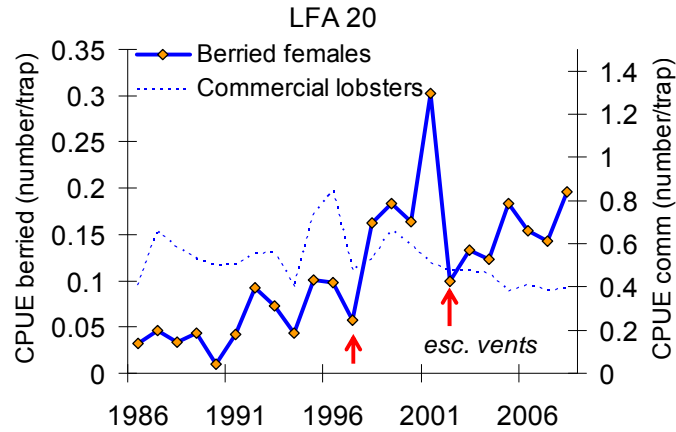 LFA 20
Berried females
Commercial lobsters
CPUE berried (number/trap)
0.35
0.3
0.25
0.2
0.15
0.1
0.05
0
CPUE comm (number/trap)
1.4
1.2
1
0.8
0.6
0.4
0.2
0
esc. vents
1986 1991 1996 2001 2006